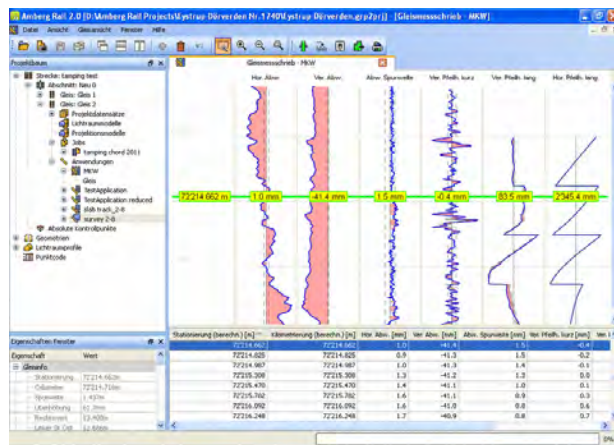 Amberg Rail 2.0 [D:\Amberg Rail Projects\Eystrup-Dörverden Nr.1740\Eystrup-Dörverden.grp2prj] - [Gleismessschrieb - MKW]
Datei Ansicht Gleisansicht Fenster Hilfe
Projektbaum
Gleismessschrieb - MKW
Strecke: tamping test
Abschnitt: Neu 0
Gleis: Gleis 1
Gleis: Gleis 2
Projektdatensätze
Lichtraummodelle
Projektionsmodelle
Jobs
tamping chord-2011
Anwendungen
MKW
Gleis
TestApplication
TestApplication reduced
slab track_2-8
survey 2-8
Absolute Kontrollpunkte
Geometrien
Lichtraumprofile
Punktcode
Hor. Abw. Ver. Abw. Abw. Spurweite Ver. Pfeilh. kurz Ver. Pfeilh. lang Hor. Pfeilh. lang
72'214.662 m 1.0 mm -41.4 mm 1.5 mm -0.4 mm 83.5 mm 2'345.4 mm
Eigenschaften Fenster
Eigenschaft Wert
Gleisinfo
Stationierung 72'214.662m
Spurweite
Überhöhung
Stationierung (berechn.) [m] Kilometrierung (berechn.) [m] Hor. Abw. [mm] Ver. Abw. [mm] Abw. Spurweite [mm] Ver. Pfeilh. kurz [mm]
72'214.662 72'214.662 1.0 -41.4 1.5 -0.4
72'214.825 72'214.825 0.9 -41.3 1.5 -0.2
72'214.987 72'214.987 1.0 -41.3 1.4 -0.1
72'215.308 72'215.308 1.3 -41.2 1.3 0.0
72'215.470 72'215.470 1.4 -41.1 1.0 0.1
72'215.782 72'215.782 1.6 -41.1 0.9 0.3
72'216.092 72'216.092 1.6 -41.0 0.8 0.6
72'216.248 72'216.248 1.7 -40.9 0.8 0.7